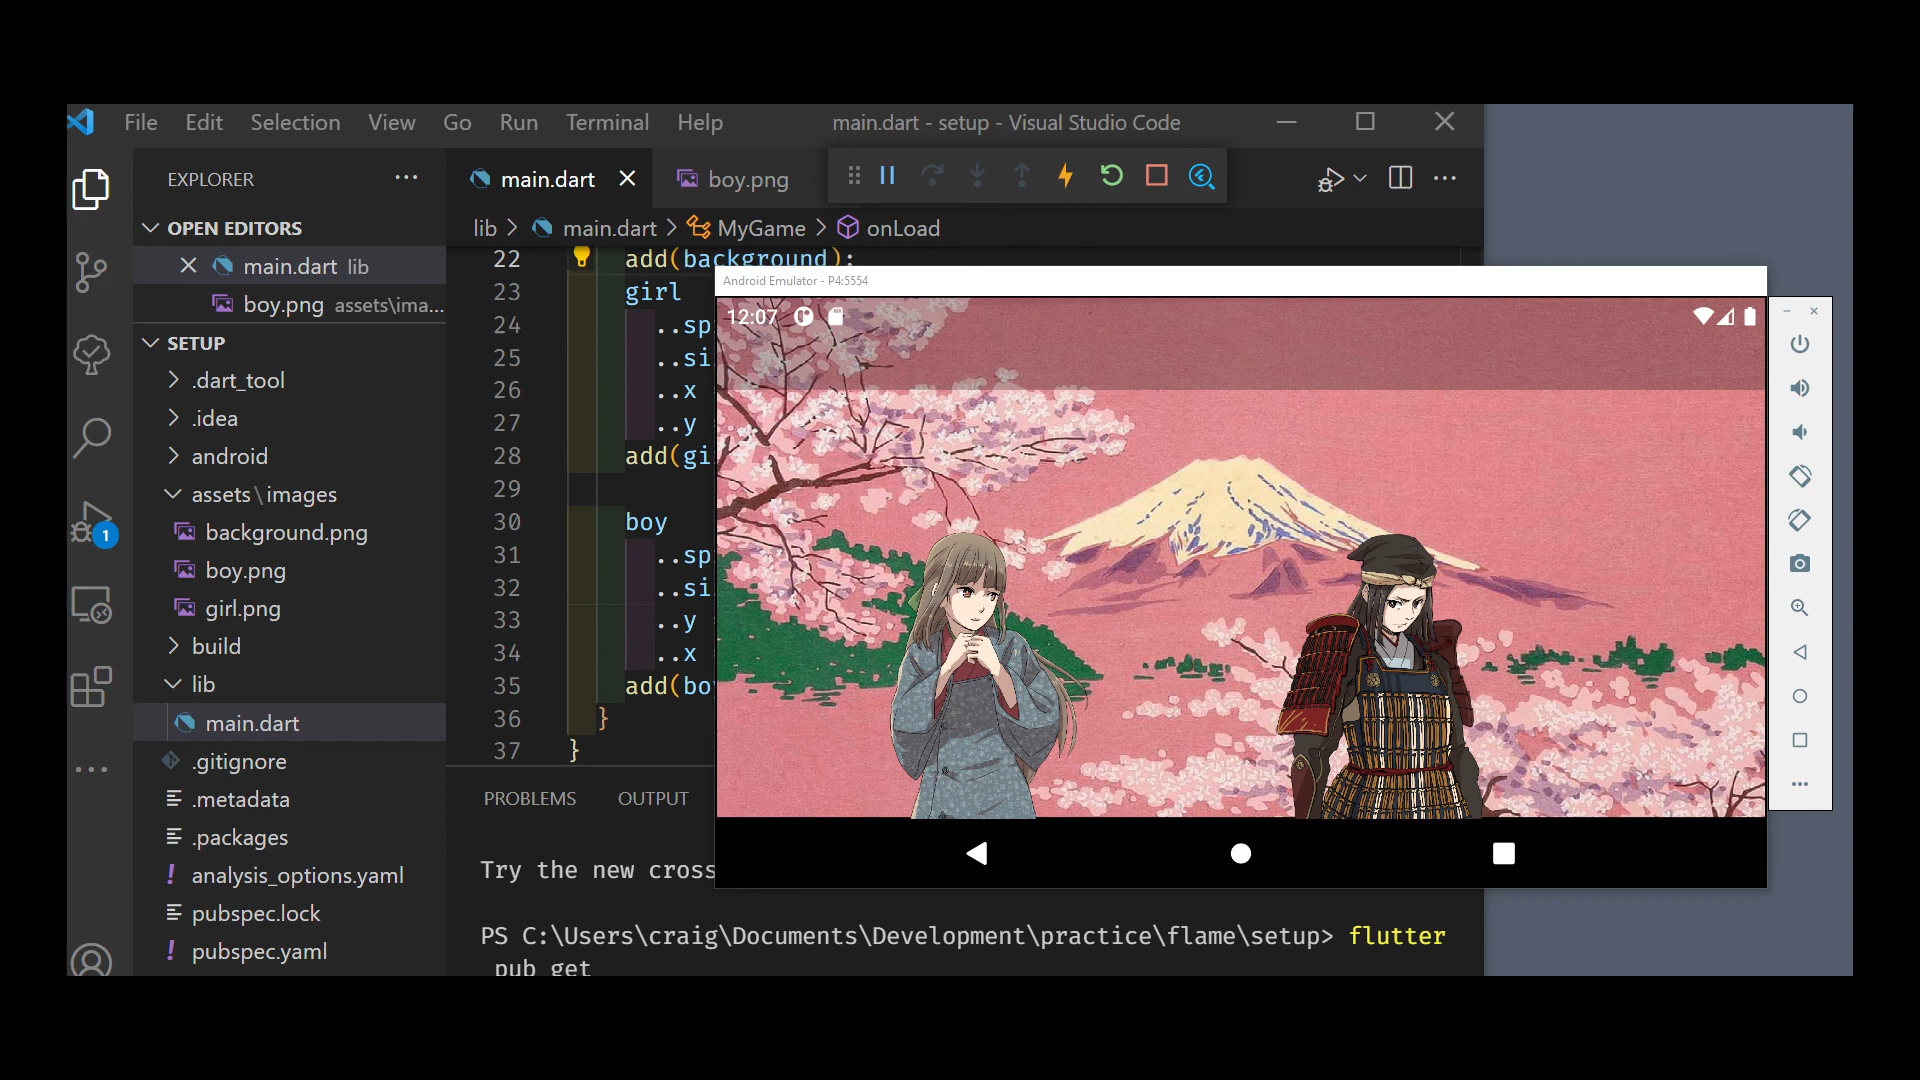 File Edit Selection View Go Run Terminal Help main.dart - setup - Visual Studio Code
EXPLORER
OPEN EDITORS
main.dart lib
boy.png assets\ima...
SETUP
.dart_tool
.idea
android
assets\images
background.png
boy.png
girl.png
build
lib
main.dart
.gitignore
.metadata
.packages
analysis_options.yaml
pubspec.lock
pubspec.yaml
1
main.dart boy.png
lib > main.dart > MyGame > onLoad
22 add(background);
23 girl
24 ..sp
25 ..si
26 ..x
27 ..y
28 add(gi
29
30 boy
31 ..sp
32 ..si
33 ..y
34 ..x
35 add(bo
36 }
37 }
PROBLEMS OUTPUT
Try the new cross
PS C:\Users\craig\Documents\Development\practice\flame\setup> flutter
pub get
Android Emulator - P4:5554
12:07